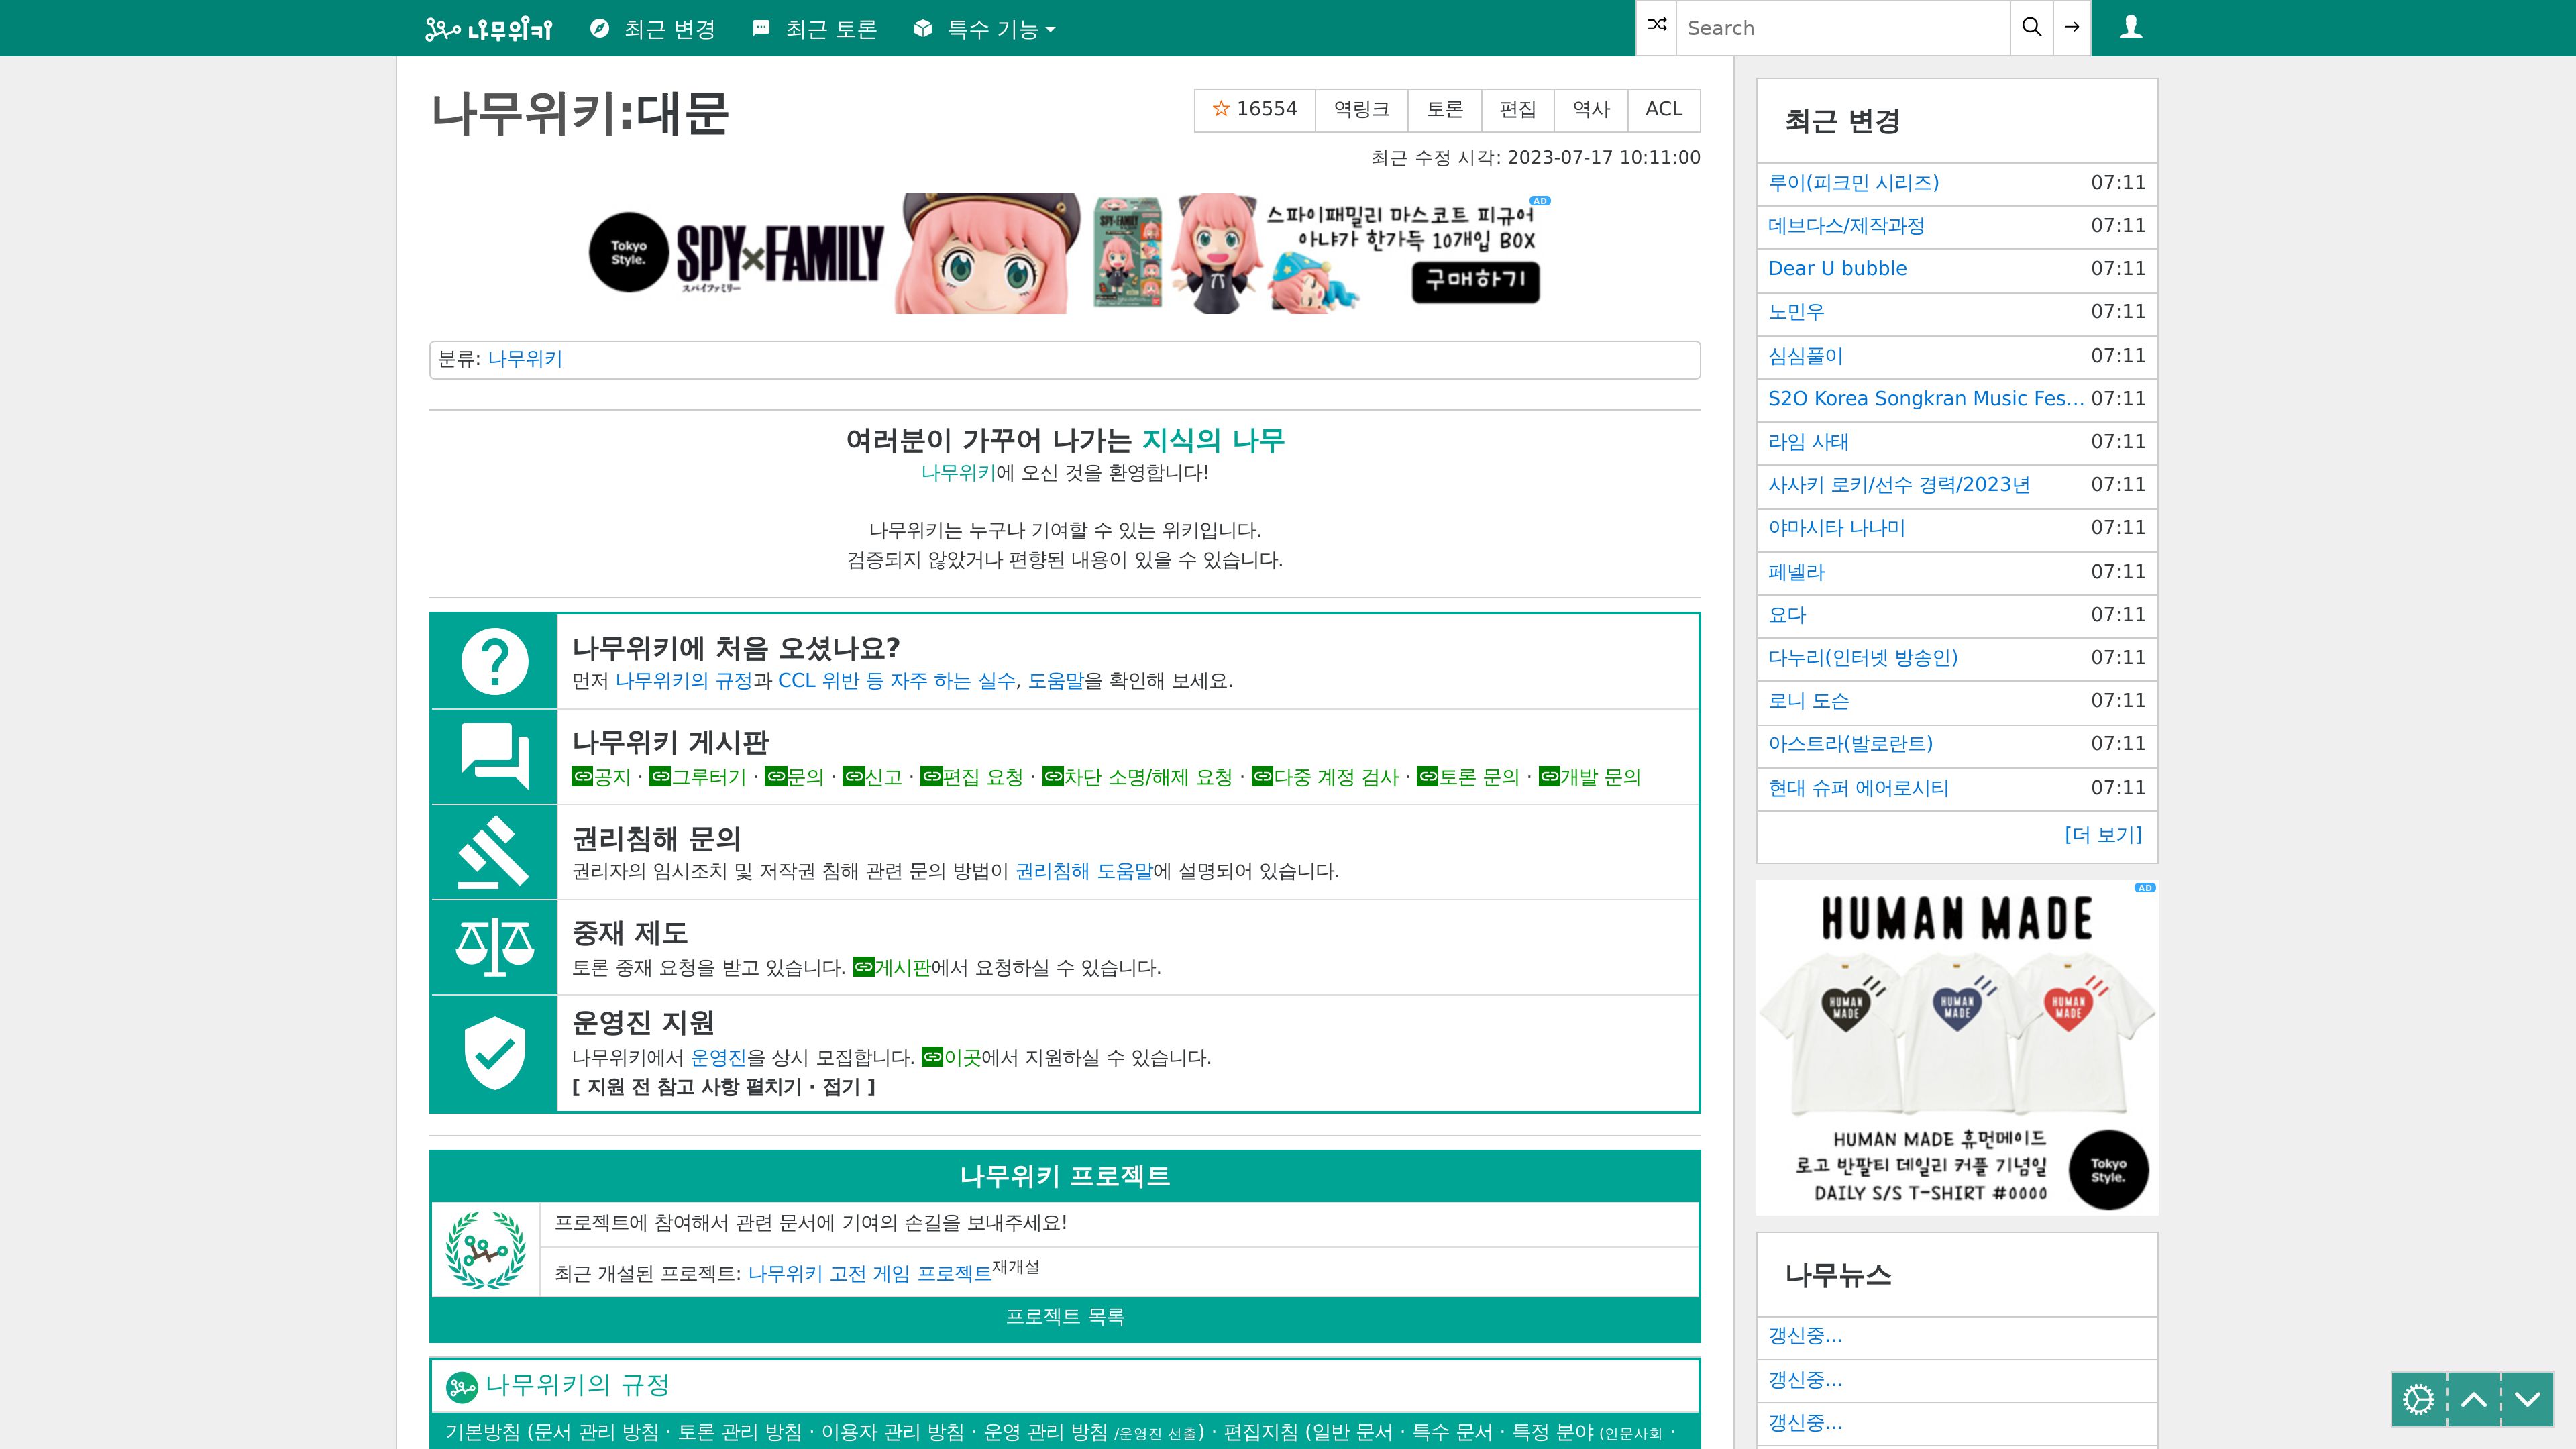 나무위키 최근 변경 최근 토론 특수 기능
Search
나무위키:대문
16554 역링크 토론 편집 역사 ACL
최근 수정 시각: 2023-07-17 10:11:00
AD
Tokyo
Style.
SPY×FAMILY
スパイファミリー
SPY×FAMILY
스파이패밀리 마스코트 피규어
아냐가 한가득 10개입 BOX
구매하기
분류: 나무위키
여러분이 가꾸어 나가는 지식의 나무
나무위키에 오신 것을 환영합니다!
나무위키는 누구나 기여할 수 있는 위키입니다.
검증되지 않았거나 편향된 내용이 있을 수 있습니다.
나무위키에 처음 오셨나요?
먼저 나무위키의 규정과 CCL 위반 등 자주 하는 실수, 도움말을 확인해 보세요.
나무위키 게시판
공지 · 그루터기 · 문의 · 신고 · 편집 요청 · 차단 소명/해제 요청 · 다중 계정 검사 · 토론 문의 · 개발 문의
권리침해 문의
권리자의 임시조치 및 저작권 침해 관련 문의 방법이 권리침해 도움말에 설명되어 있습니다.
중재 제도
토론 중재 요청을 받고 있습니다. 게시판에서 요청하실 수 있습니다.
운영진 지원
나무위키에서 운영진을 상시 모집합니다. 이곳에서 지원하실 수 있습니다.
[ 지원 전 참고 사항 펼치기 · 접기 ]
나무위키 프로젝트
프로젝트에 참여해서 관련 문서에 기여의 손길을 보내주세요!
최근 개설된 프로젝트: 나무위키 고전 게임 프로젝트재개설
프로젝트 목록
나무위키의 규정
기본방침 (문서 관리 방침 · 토론 관리 방침 · 이용자 관리 방침 · 운영 관리 방침 /운영진 선출) · 편집지침 (일반 문서 · 특수 문서 · 특정 분야 (인문사회 ·
최근 변경
루이(피크민 시리즈) 07:11
데브다스/제작과정 07:11
Dear U bubble 07:11
노민우 07:11
심심풀이 07:11
S2O Korea Songkran Music Fes... 07:11
라임 사태 07:11
사사키 로키/선수 경력/2023년 07:11
야마시타 나나미 07:11
페넬라 07:11
요다 07:11
다누리(인터넷 방송인) 07:11
로니 도슨 07:11
아스트라(발로란트) 07:11
현대 슈퍼 에어로시티 07:11
[더 보기]
AD
HUMAN MADE
HUMAN MADE
HUMAN MADE
HUMAN MADE
HUMAN MADE 휴먼메이드
로고 반팔티 데일리 커플 기념일
DAILY S/S T-SHIRT #0000
Tokyo
Style.
나무뉴스
갱신중...
갱신중...
갱신중...